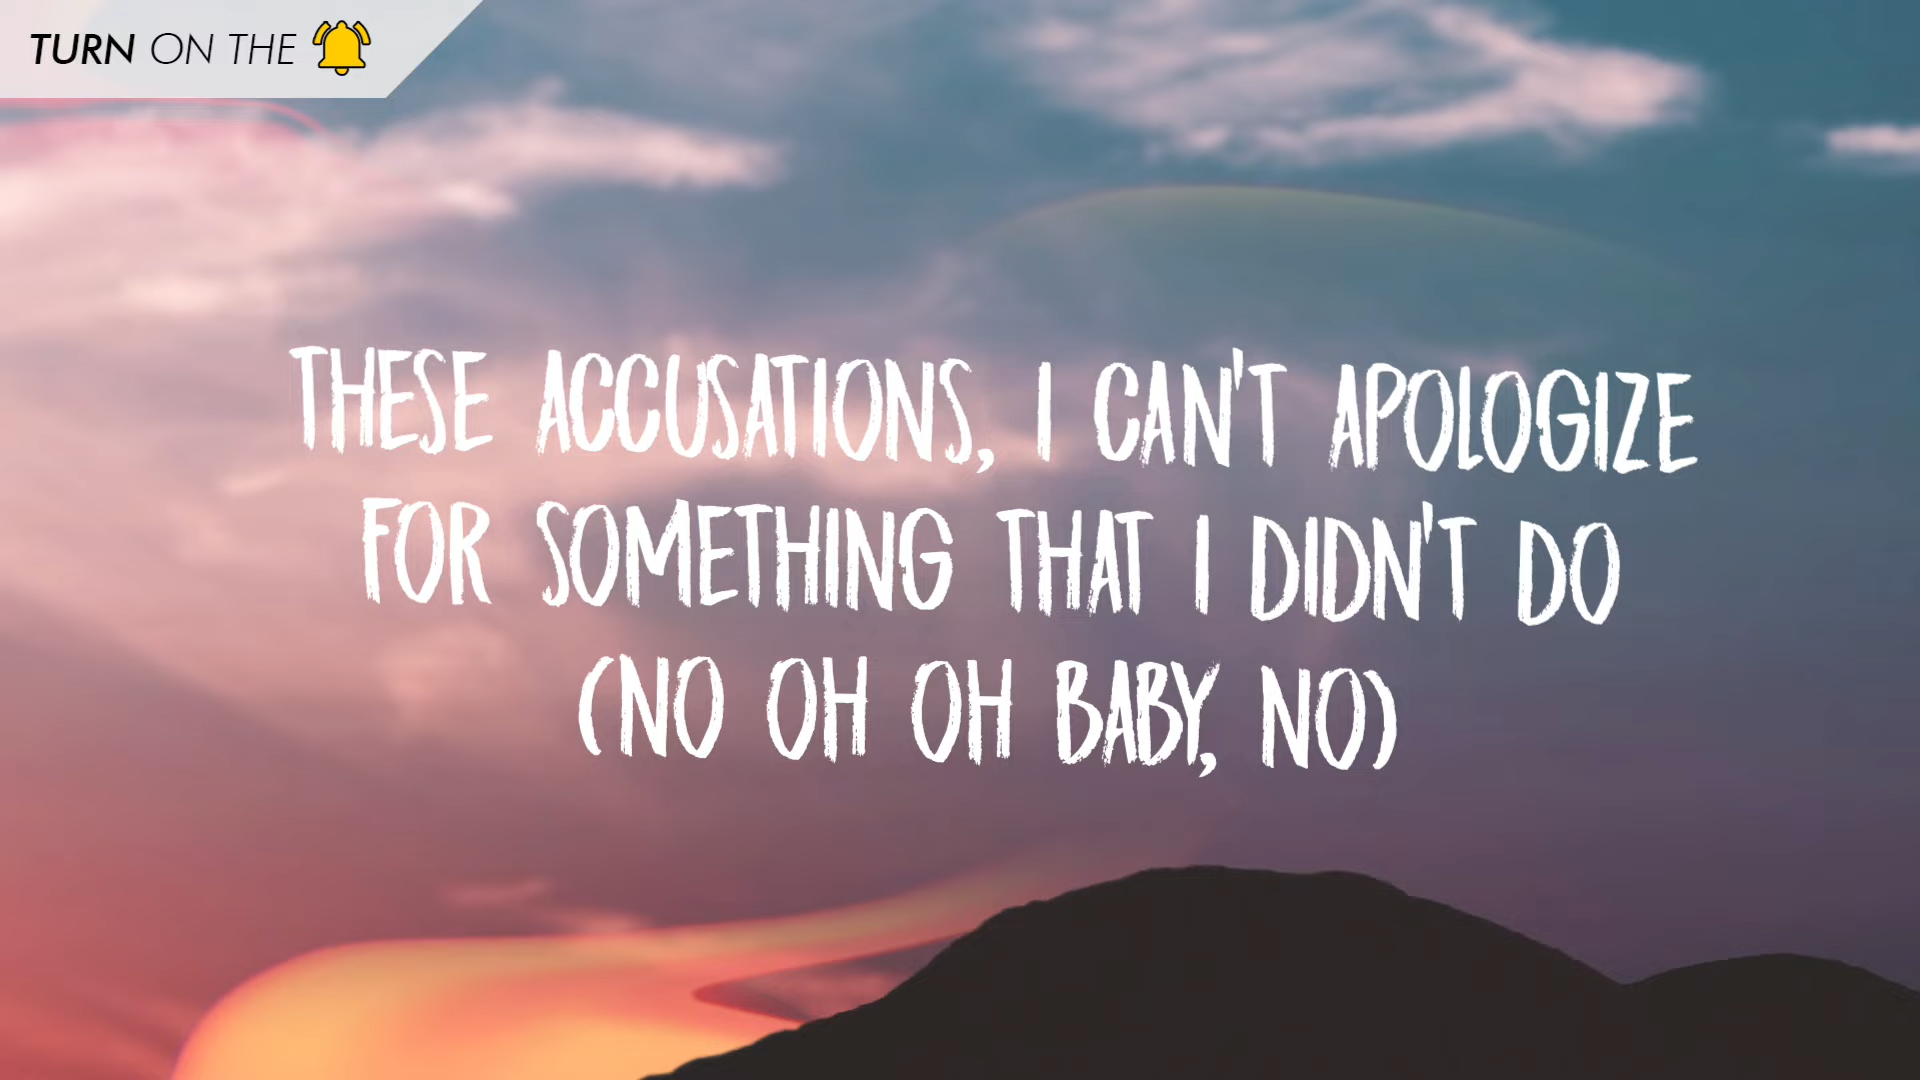 TURN ON THE
THESE ACCUSATIONS, I CAN'T APOLOGIZE
FOR SOMETHING THAT I DIDN'T DO
(NO OH OH BABY, NO)